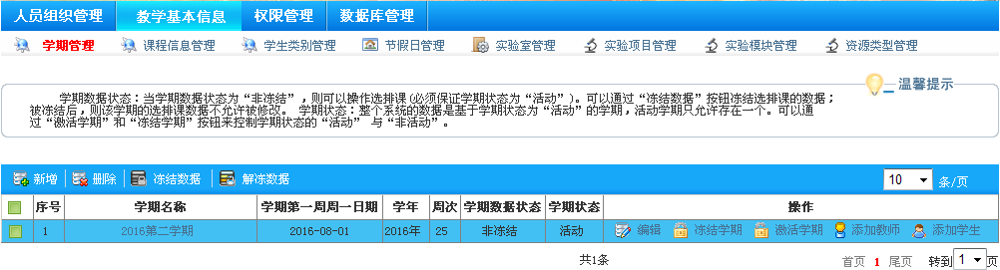 人员组织管理 教学基本信息 权限管理 数据库管理
学期管理 课程信息管理 学生类别管理 节假日管理 实验室管理 实验项目管理 实验模块管理 资源类型管理
温馨提示
学期数据状态：当学期数据状态为“非冻结”，则可以操作选排课(必须保证学期状态为“活动”)。可以通过“冻结数据”按钮冻结选排课的数据；
被冻结后，则该学期的选排课数据不允许被修改。 学期状态：整个系统的数据是基于学期状态为“活动”的学期，活动学期只允许存在一个。可以通
过“激活学期”和“冻结学期”按钮来控制学期状态的“活动” 与“非活动”。
新增 删除 冻结数据 解冻数据 10 条/页
序号 学期名称 学期第一周周一日期 学年 周次 学期数据状态 学期状态 操作
1 2016第二学期 2016-08-01 2016年 25 非冻结 活动 编辑 冻结学期 激活学期 添加教师 添加学生
共1条 首页 1 尾页 转到 1 页